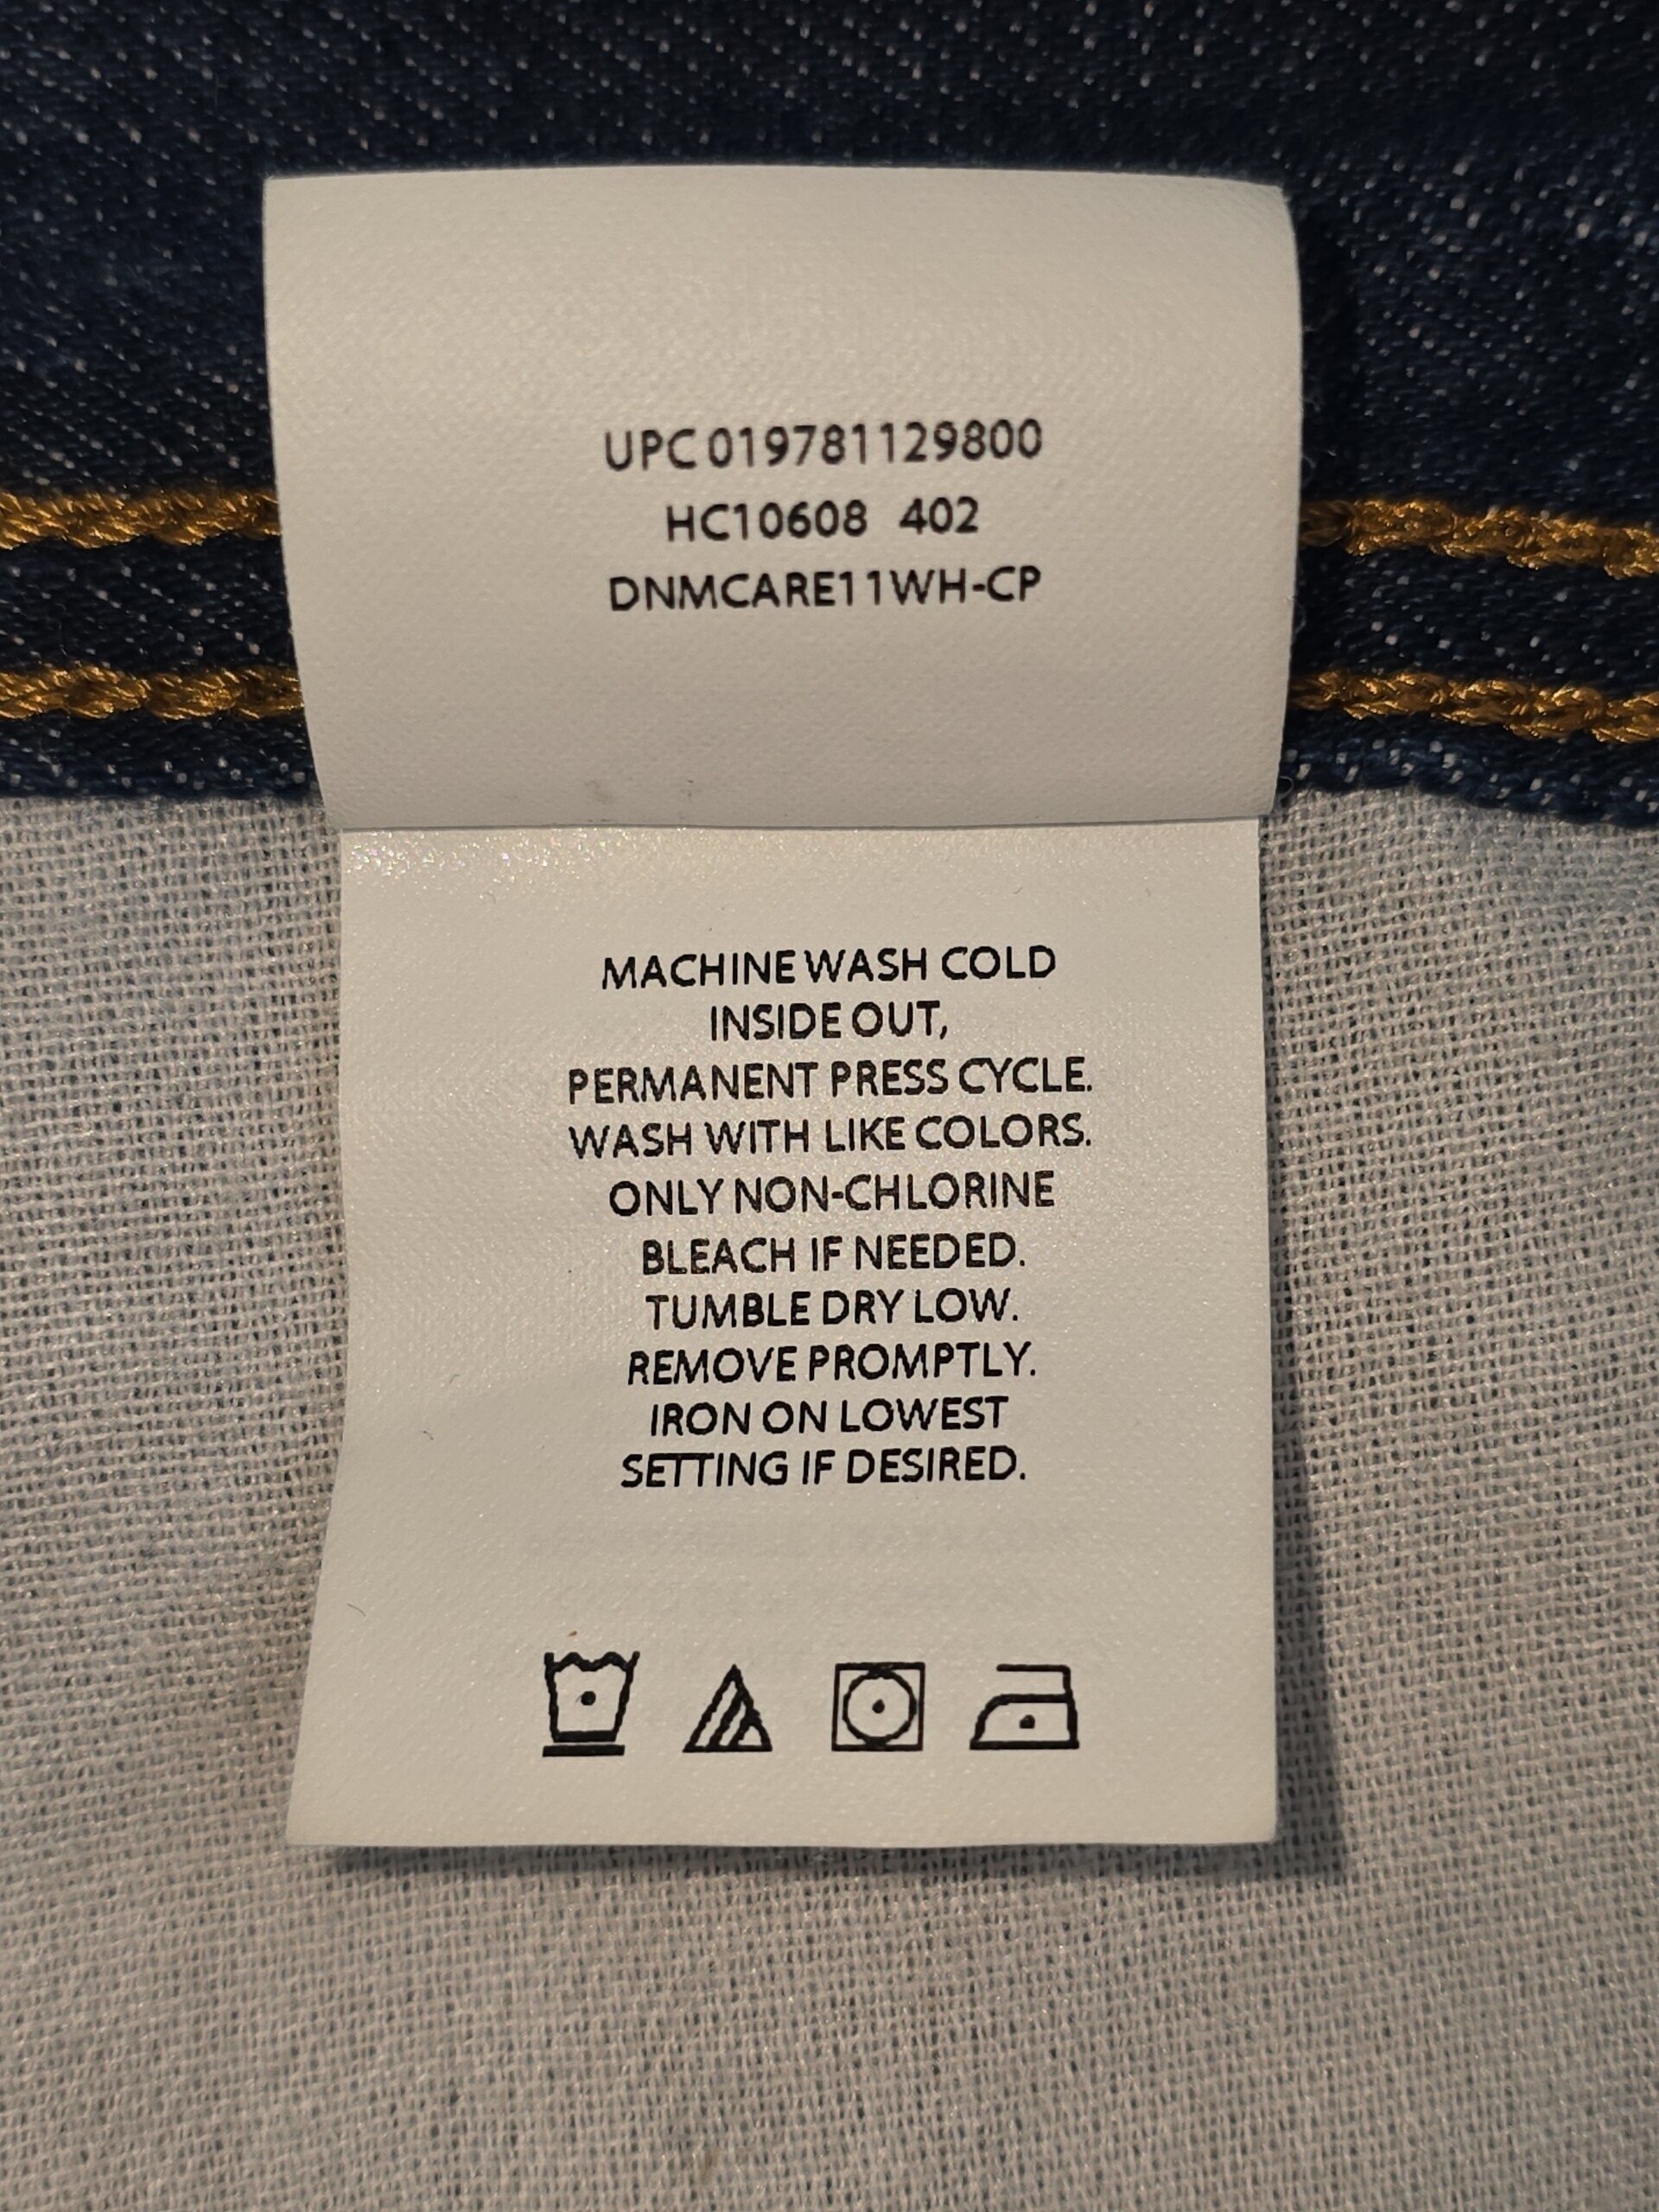 UPC 019781129800
HC10608 402
DNMCARE11WH-CP
MACHINE WASH COLD
INSIDE OUT,
PERMANENT PRESS CYCLE.
WASH WITH LIKE COLORS.
ONLY NON-CHLORINE
BLEACH IF NEEDED.
TUMBLE DRY LOW.
REMOVE PROMPTLY.
IRON ON LOWEST
SETTING IF DESIRED.